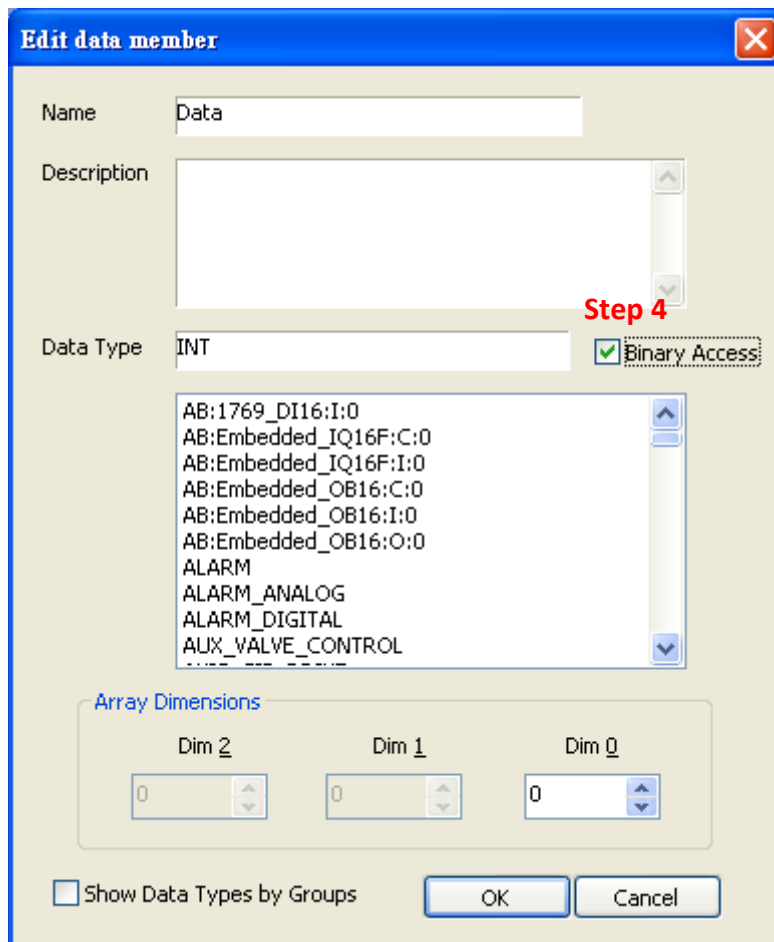 Edit data member
Name
Data
Description
Step 4
Data Type
INT
Binary Access
AB:1769_DI16:I:0
AB:Embedded_IQ16F:C:0
AB:Embedded_IQ16F:I:0
AB:Embedded_OB16:C:0
AB:Embedded_OB16:I:0
AB:Embedded_OB16:O:0
ALARM
ALARM_ANALOG
ALARM_DIGITAL
AUX_VALVE_CONTROL
Array Dimensions
Dim 2
Dim 1
Dim 0
0
0
0
Show Data Types by Groups
OK
Cancel